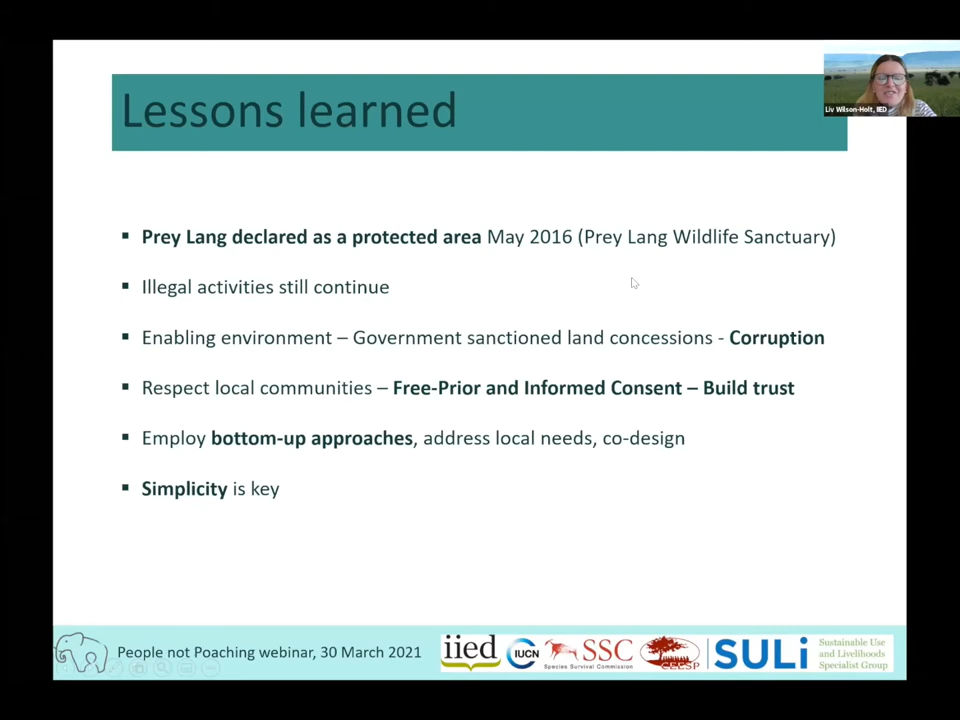 Lessons learned
Liv Wilson-Holt, IIED
▪ Prey Lang declared as a protected area May 2016 (Prey Lang Wildlife Sanctuary)
▪ Illegal activities still continue
▪ Enabling environment – Government sanctioned land concessions - Corruption
▪ Respect local communities – Free-Prior and Informed Consent – Build trust
▪ Employ bottom-up approaches, address local needs, co-design
▪ Simplicity is key
People not Poaching webinar, 30 March 2021
iied
IUCN
SSC
Species Survival Commission
CEESP
SULi
Sustainable Use
and Livelihoods
Specialist Group